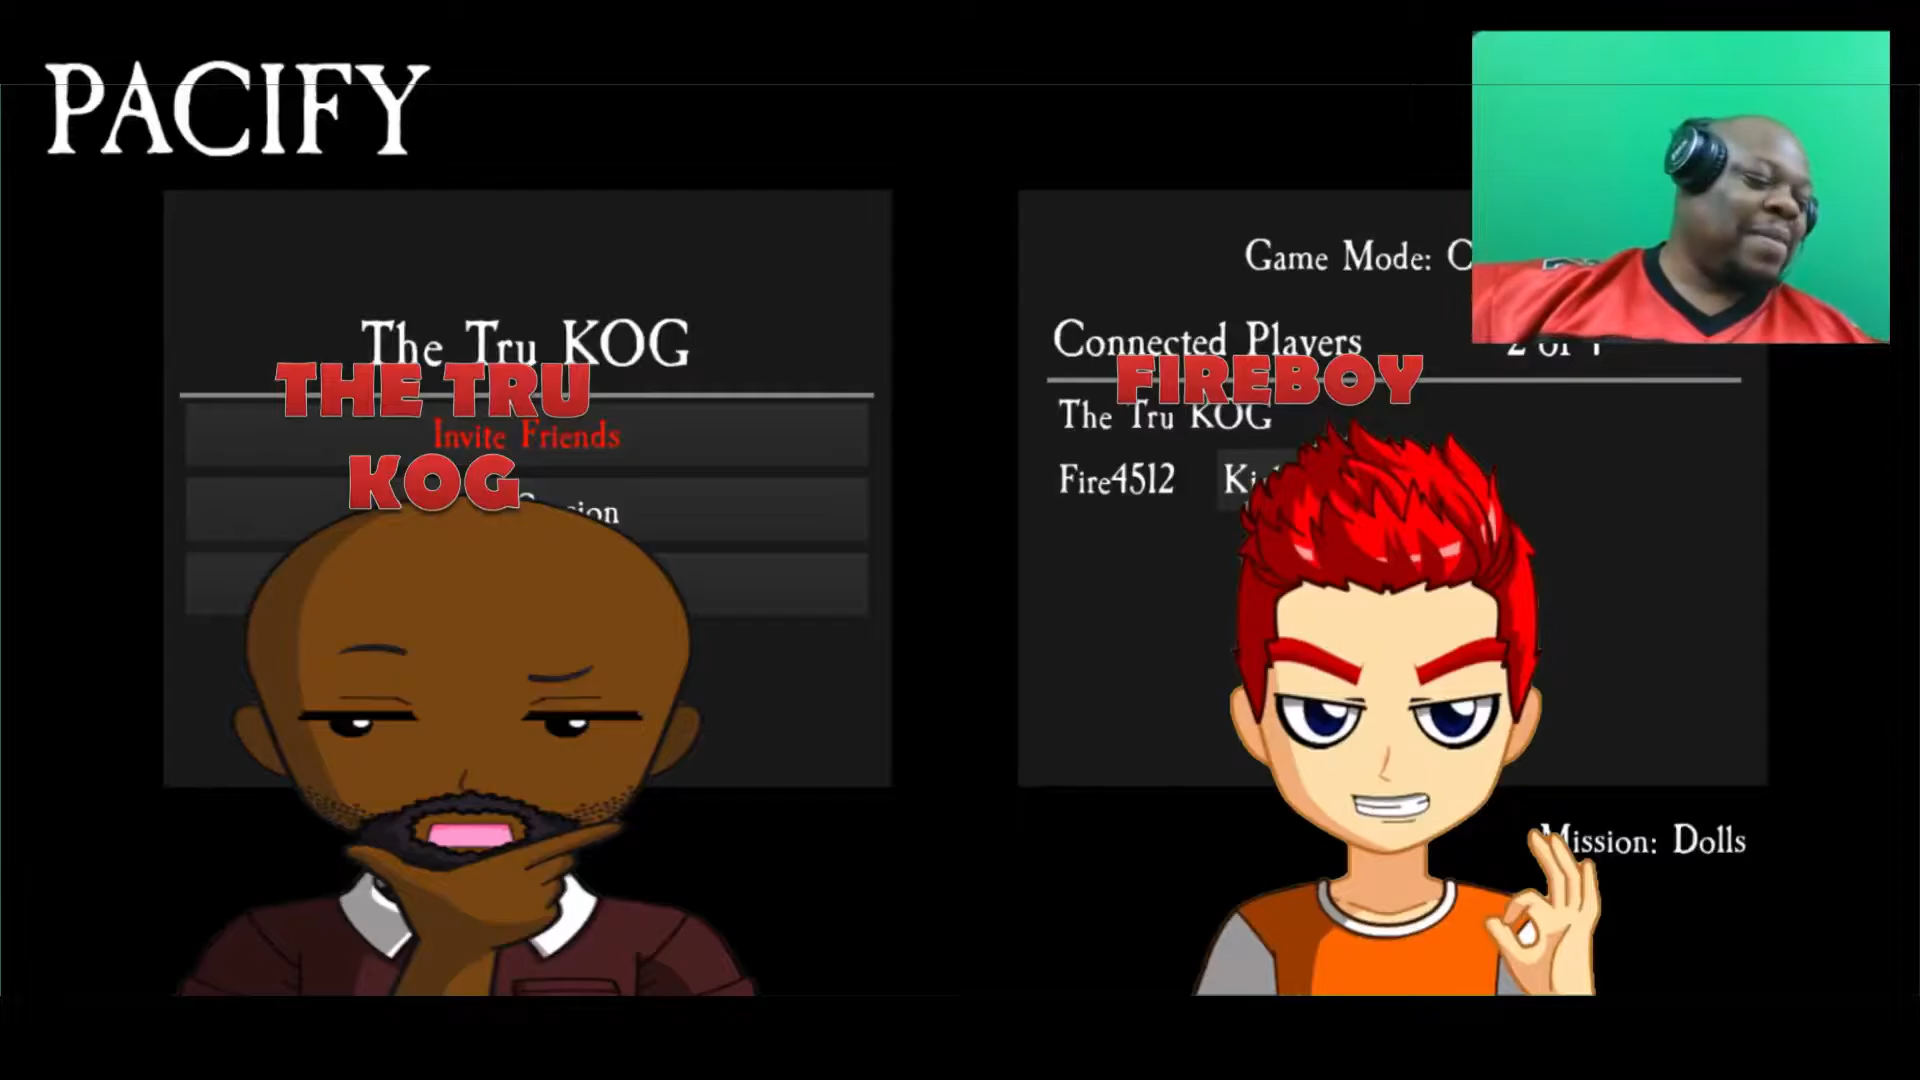 PACIFY
The Tru KOG
THE TRU
Invite Friends
KOG
Game Mode:
Connected Players
FIREBOY
The Tru KOG
Fire4512
Mission: Dolls